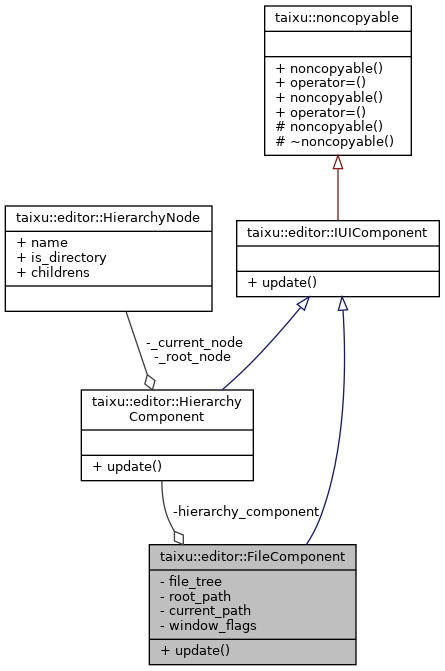 taixu::noncopyable
+ noncopyable()
+ operator=()
+ noncopyable()
+ operator=()
# noncopyable()
# ~noncopyable()
taixu::editor::HierarchyNode
+ name
+ is_directory
+ childrens
taixu::editor::IUIComponent
+ update()
-_current_node
-_root_node
taixu::editor::Hierarchy
Component
+ update()
-hierarchy_component
taixu::editor::FileComponent
- file_tree
- root_path
- current_path
- window_flags
+ update()